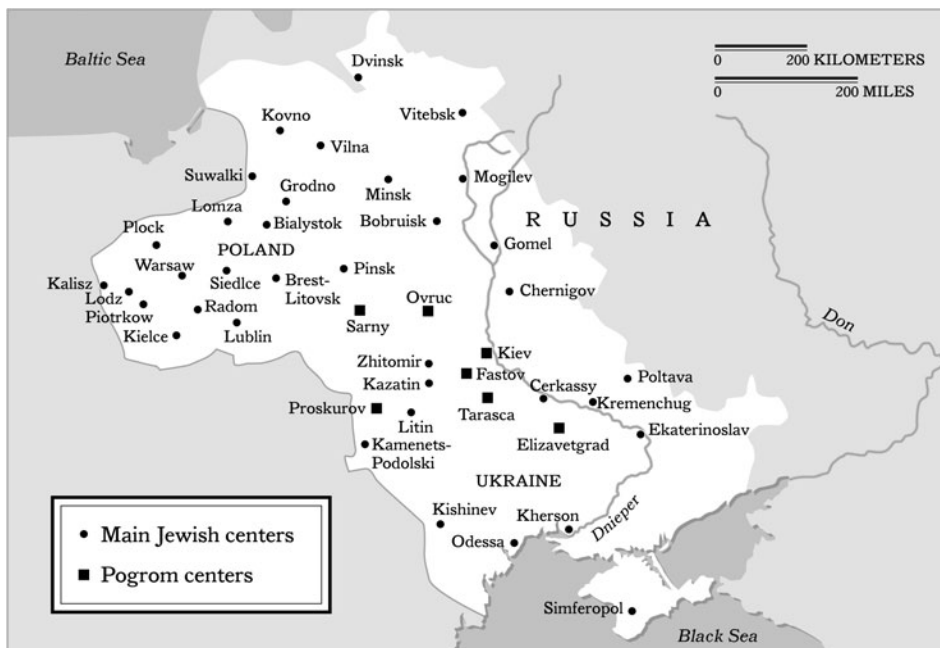 Baltic Sea
Dvinsk
0 200 KILOMETERS
0 200 MILES
Vitebsk
Kovno
Vilna
Suwalki
Grodno
Minsk
Mogilev
RUSSIA
Lomza
Bialystok
Bobruisk
Plock
POLAND
Gomel
Warsaw
Siedlce
Brest-
Litovsk
Pinsk
Kalisz
Lodz
Piotrkow
Radom
Chernigov
Ovruc
Sarny
Don
Kielce
Lublin
Kiev
Zhitomir
Fastov
Kazatin
Cerkassy
Poltava
Kremenchug
Proskurov
Litin
Tarasca
Elizavetgrad
Ekaterinoslav
Kamenets-
Podolski
UKRAINE
Kishinev
Kherson
Dnieper
Odessa
Main Jewish centers
Pogrom centers
Simferopol
Black Sea